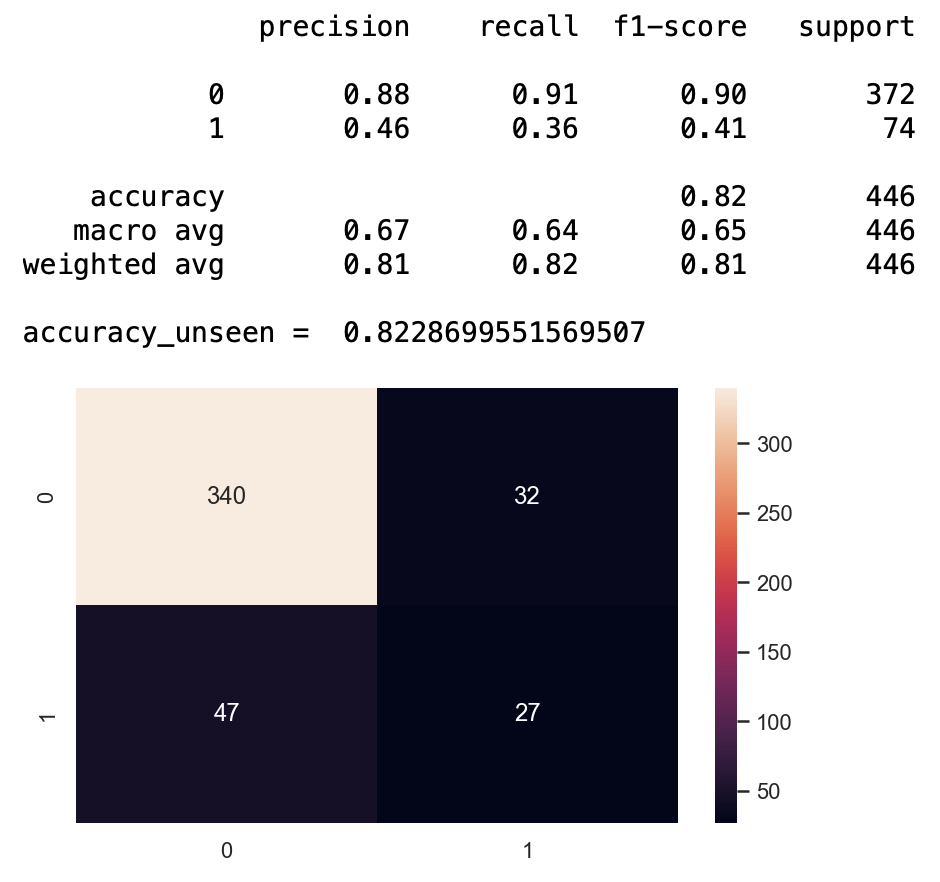 precision recall f1-score support
0 0.88 0.91 0.90 372
1 0.46 0.36 0.41 74
accuracy 0.82 446
macro avg 0.67 0.64 0.65 446
weighted avg 0.81 0.82 0.81 446
accuracy_unseen = 0.8228699551569507
0
340
32
1
47
27
0
1
300
250
200
150
100
50